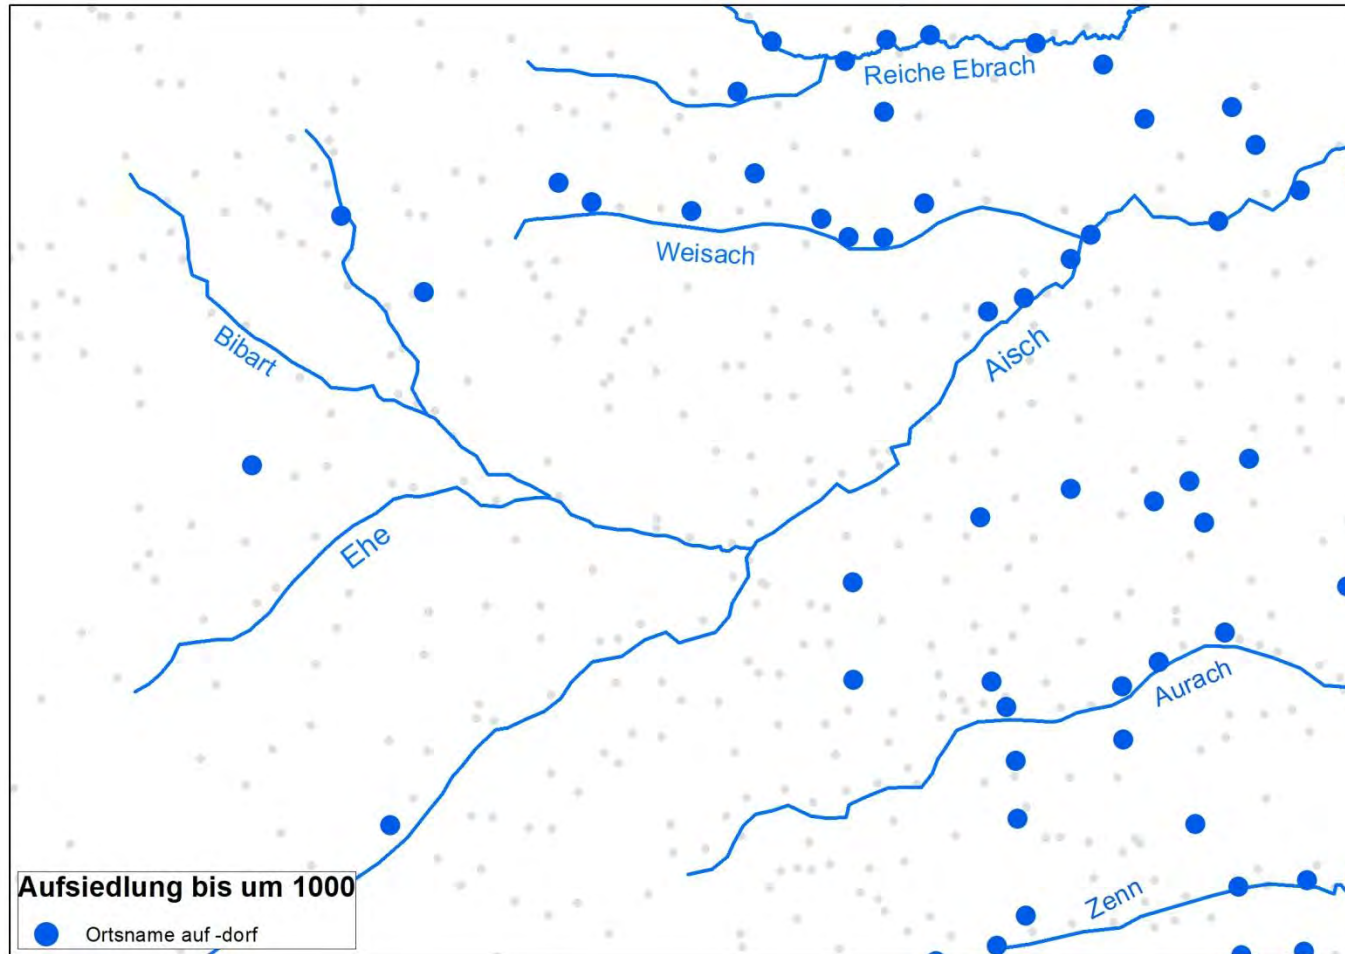 Reiche Ebrach
Weisach
Bibart
Aisch
Ehe
Aurach
Zenn
Aufsiedlung bis um 1000
Ortsname auf -dorf